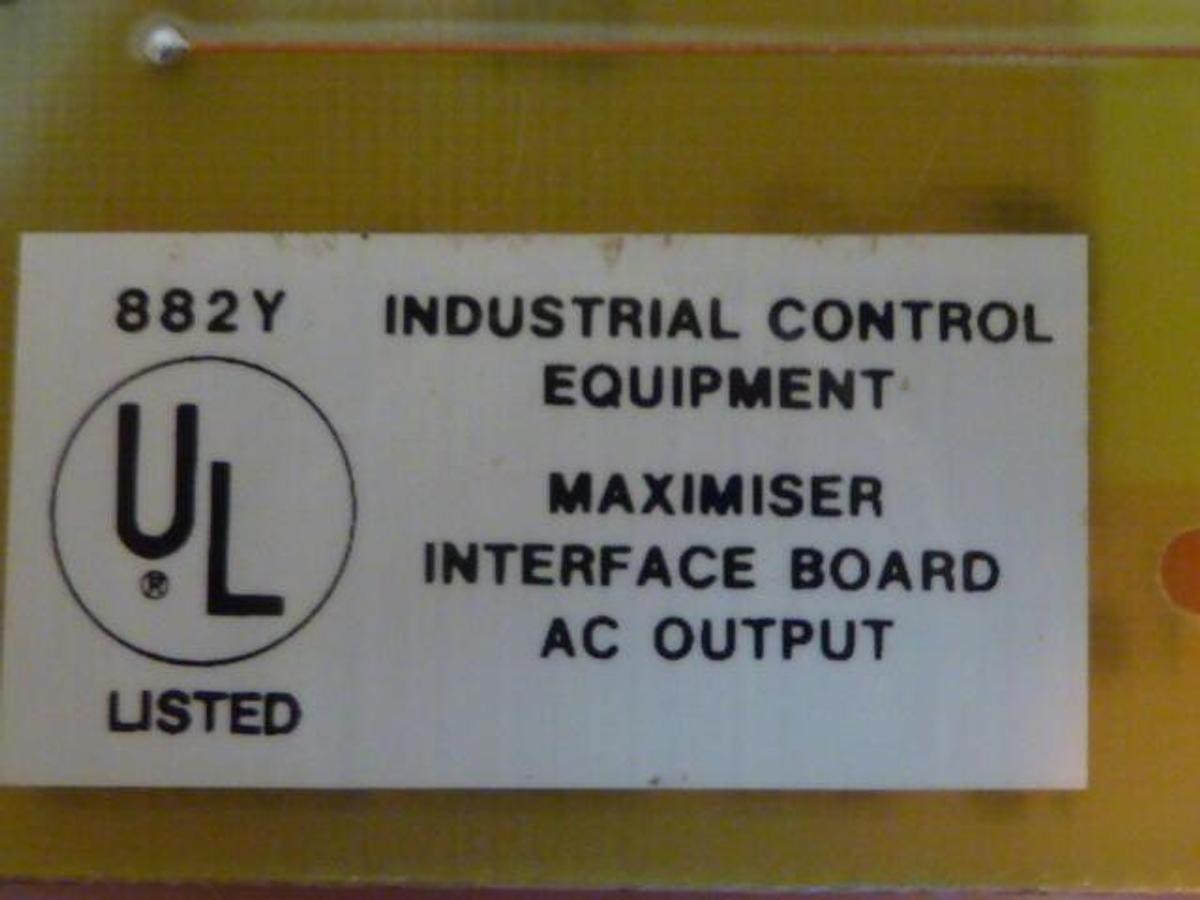 882Y
UL
®
LISTED
INDUSTRIAL CONTROL
EQUIPMENT
MAXIMISER
INTERFACE BOARD
AC OUTPUT